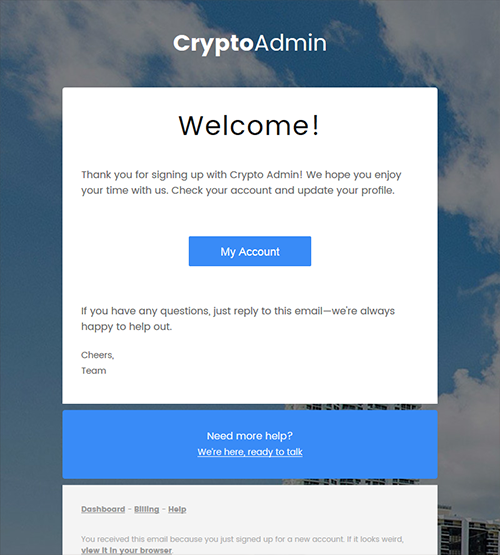 CryptoAdmin
Welcome!
Thank you for signing up with Crypto Admin! We hope you enjoy
your time with us. Check your account and update your profile.
My Account
If you have any questions, just reply to this email—we're always
happy to help out.
Cheers,
Team
Need more help?
We're here, ready to talk
Dashboard - Billing - Help
You received this email because you just signed up for a new account. If it looks weird,
view it in your browser.